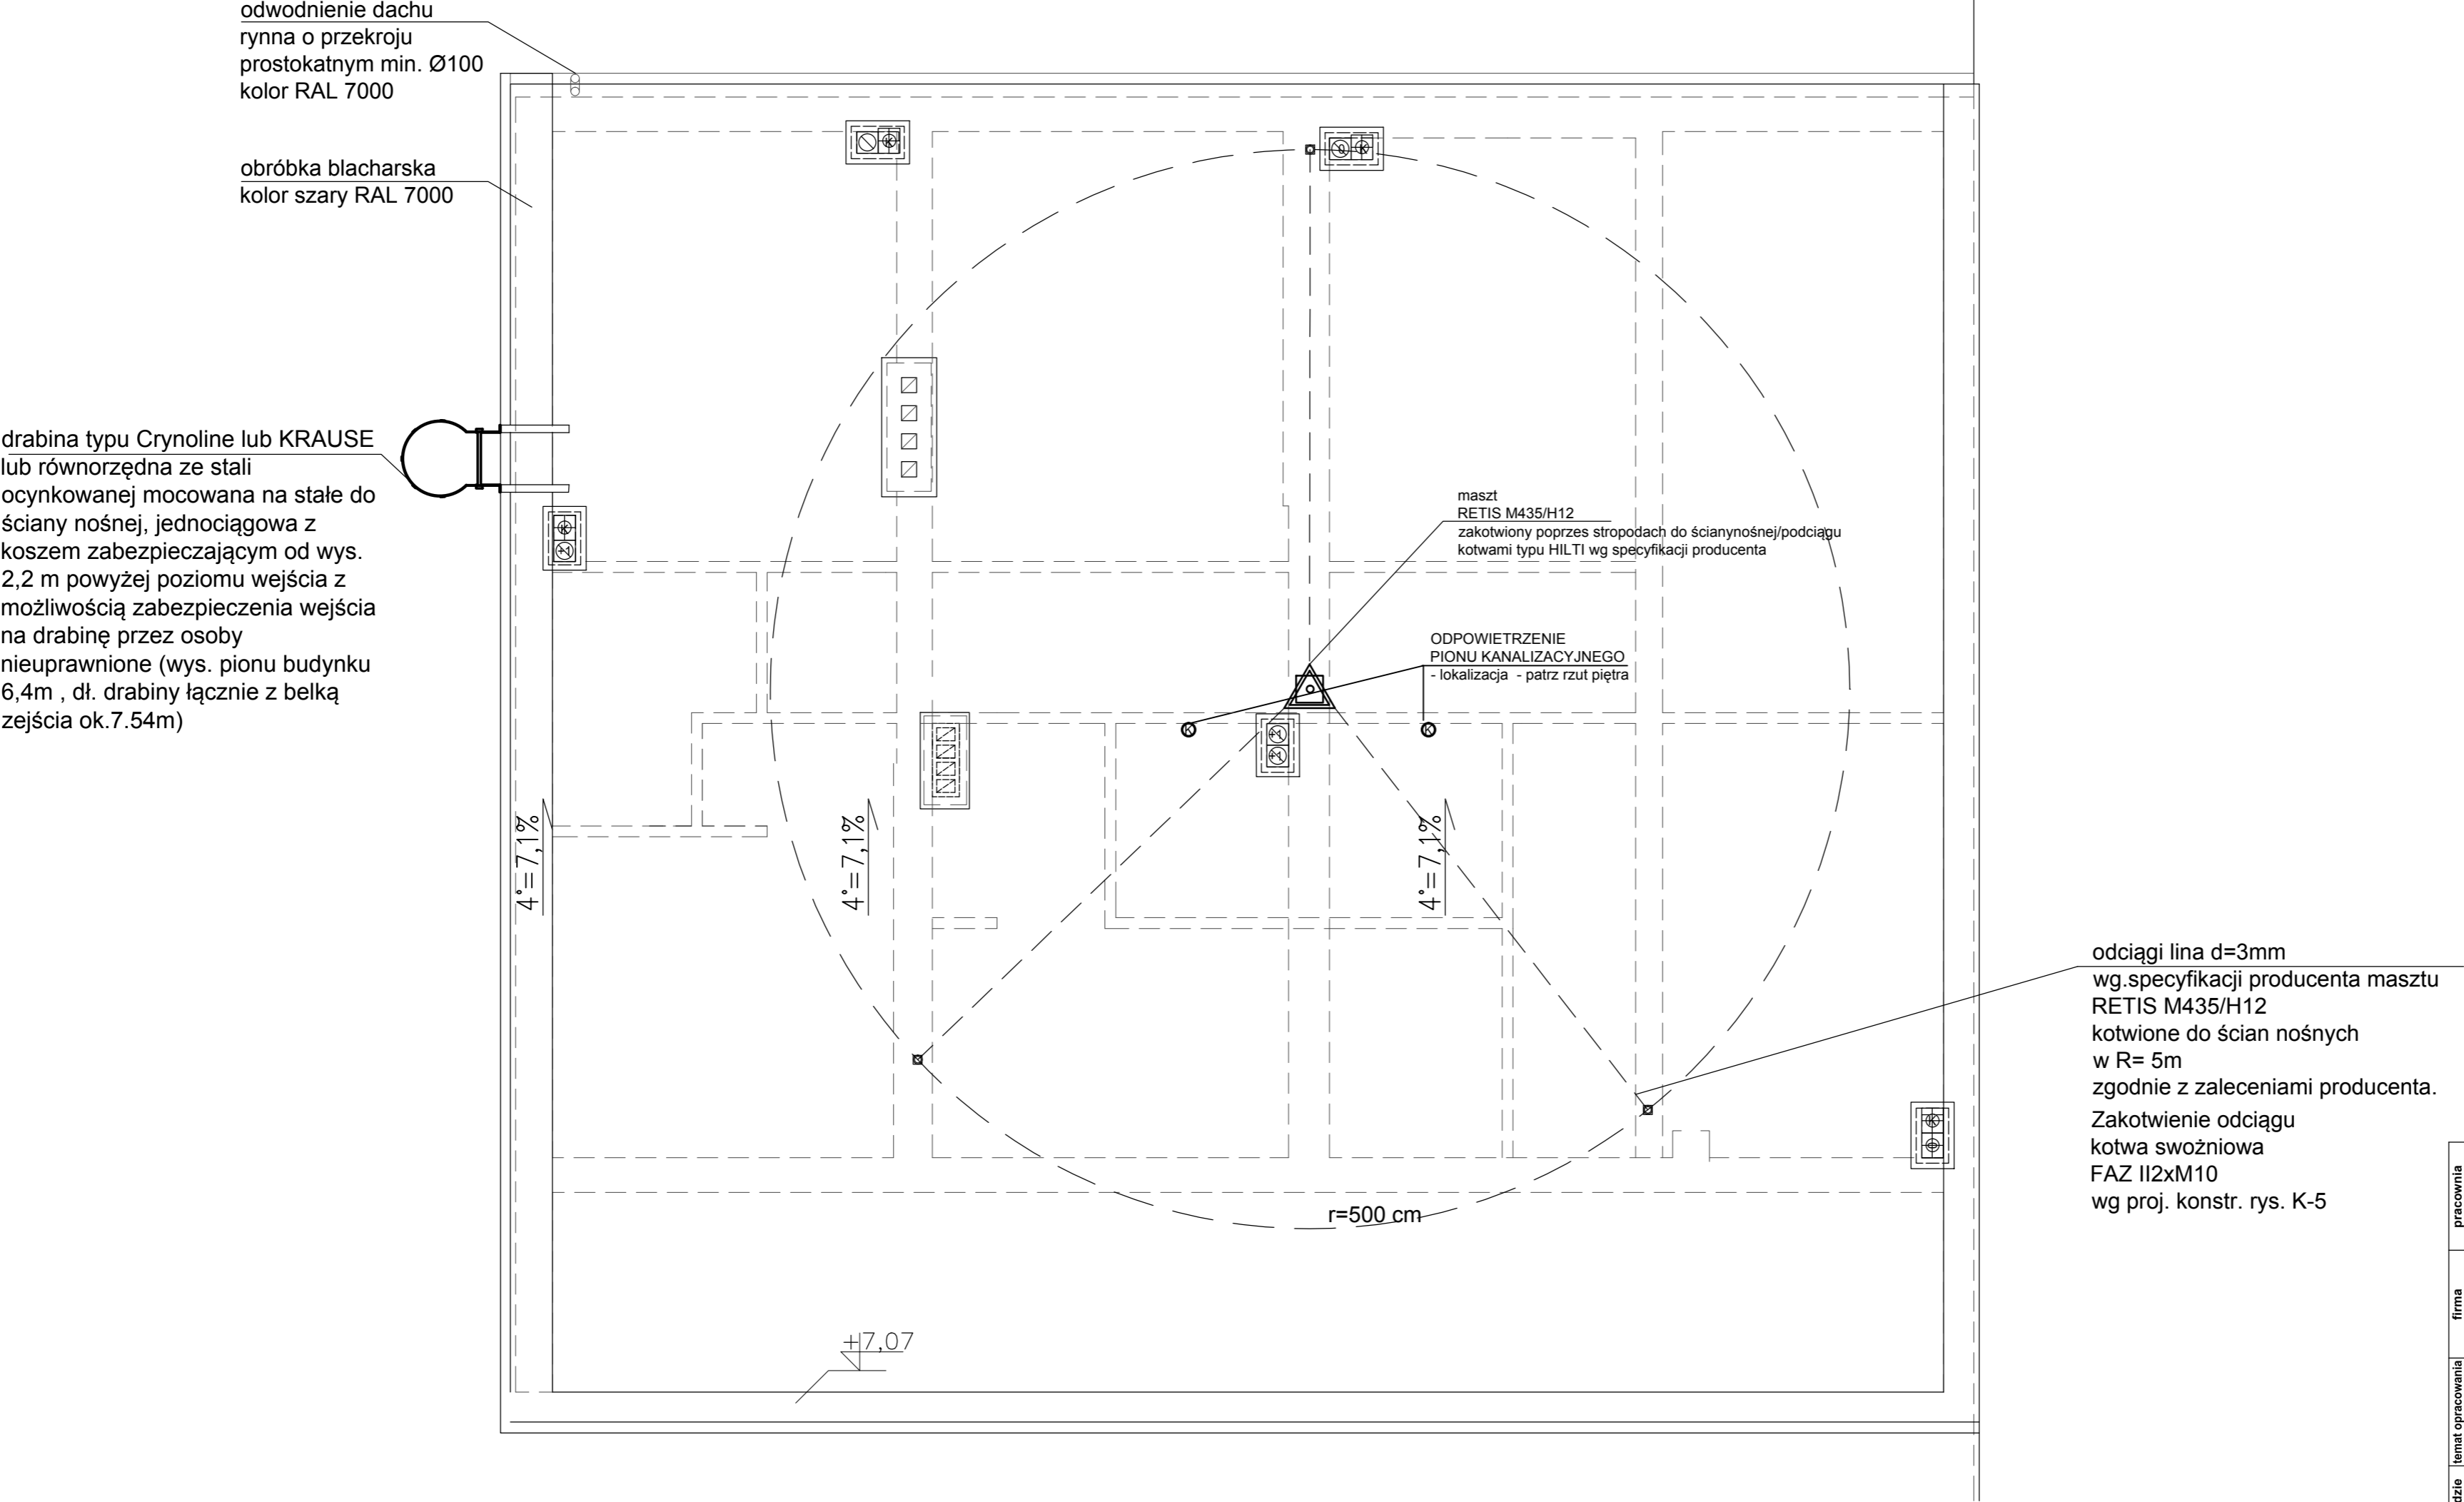 odwodnienie dachu
rynna o przekroju
prostokatnym min. Ø100
kolor RAL 7000
obróbka blacharska
kolor szary RAL 7000
drabina typu Crynoline lub KRAUSE
lub równorzędna ze stali
ocynkowanej mocowana na stałe do
ściany nośnej, jednociągowa z
koszem zabezpieczającym od wys.
2,2 m powyżej poziomu wejścia z
możliwością zabezpieczenia wejścia
na drabinę przez osoby
nieuprawnione (wys. pionu budynku
6,4m , dł. drabiny łącznie z belką
zejścia ok.7.54m)
K
K
K
maszt
RETIS M435/H12
zakotwiony poprzes stropodach do ścianynośnej/podciągu
kotwami typu HILTI wg specyfikacji producenta
ODPOWIETRZENIE
PIONU KANALIZACYJNEGO
- lokalizacja - patrz rzut piętra
K
K
4°=7,1%
4°=7,1%
4°=7,1%
odciągi lina d=3mm
wg.specyfikacji producenta masztu
RETIS M435/H12
kotwione do ścian nośnych
w R= 5m
zgodnie z zaleceniami producenta.
Zakotwienie odciągu
kotwa swożniowa
FAZ II2xM10
wg proj. konstr. rys. K-5
K
r=500 cm
+7,07
pracownia
firma
temat opracowania
dzie